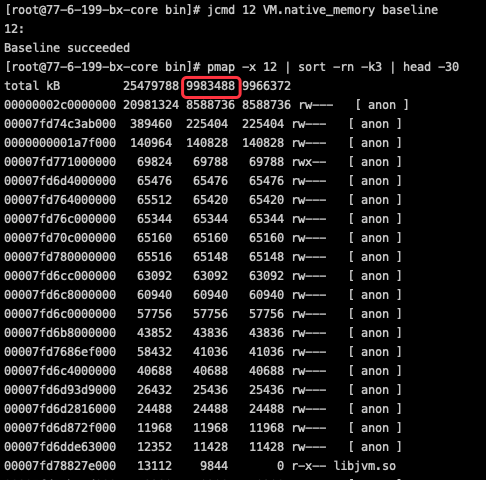 [root@77-6-199-bx-core bin]# jcmd 12 VM.native_memory baseline
12:
Baseline succeeded
[root@77-6-199-bx-core bin]# pmap -x 12 | sort -rn -k3 | head -30
total kB 25479788 9983488 9966372
00000002c0000000 20981324 8588736 8588736 rw--- [ anon ]
00007fd74c3ab000 389460 225404 225404 rw--- [ anon ]
0000000001a7f000 140964 140828 140828 rw--- [ anon ]
00007fd771000000 69824 69788 69788 rwx-- [ anon ]
00007fd6d4000000 65476 65476 65476 rw--- [ anon ]
00007fd764000000 65512 65420 65420 rw--- [ anon ]
00007fd76c000000 65344 65344 65344 rw--- [ anon ]
00007fd70c000000 65160 65160 65160 rw--- [ anon ]
00007fd780000000 65516 65148 65148 rw--- [ anon ]
00007fd6cc000000 63092 63092 63092 rw--- [ anon ]
00007fd6c8000000 60940 60940 60940 rw--- [ anon ]
00007fd6c0000000 57756 57756 57756 rw--- [ anon ]
00007fd6b8000000 43852 43836 43836 rw--- [ anon ]
00007fd7686ef000 58432 41036 41036 rw--- [ anon ]
00007fd6c4000000 40688 40688 40688 rw--- [ anon ]
00007fd6d93d9000 26432 25436 25436 rw--- [ anon ]
00007fd6d2816000 24488 24488 24488 rw--- [ anon ]
00007fd6d872f000 11968 11968 11968 rw--- [ anon ]
00007fd6dde63000 12352 11428 11428 rw--- [ anon ]
00007fd78827e000 13112 9844 0 r-x-- libjvm.so